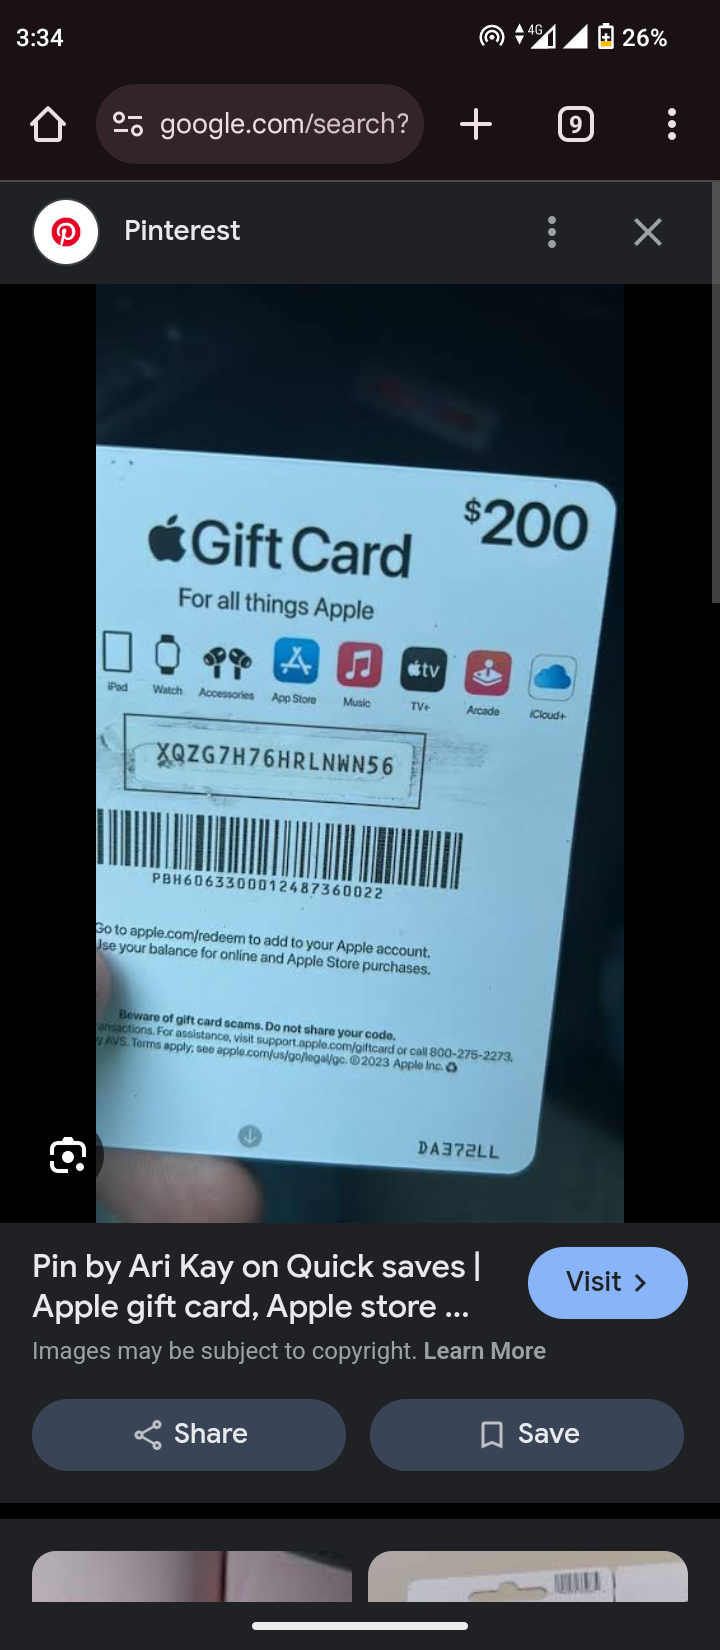 3:34
4G
26%
google.com/search?
9
Pinterest
$200
Gift Card
For all things Apple
iPad Watch Accessories App Store Music TV+ Arcade iCloud+
tv
XQZG7H76HRLNWN56
PBH6063300012487360022
Go to apple.com/redeem to add to your Apple account.
Use your balance for online and Apple Store purchases.
Beware of gift card scams. Do not share your code.
ansactions. For assistance, visit support.apple.com/giftcard or call 800-275-2273.
y AVS. Terms apply; see apple.com/us/go/legal/gc. ©2023 Apple Inc.
DA372LL
Pin by Ari Kay on Quick saves |
Apple gift card, Apple store ...
Visit
Images may be subject to copyright. Learn More
Share
Save